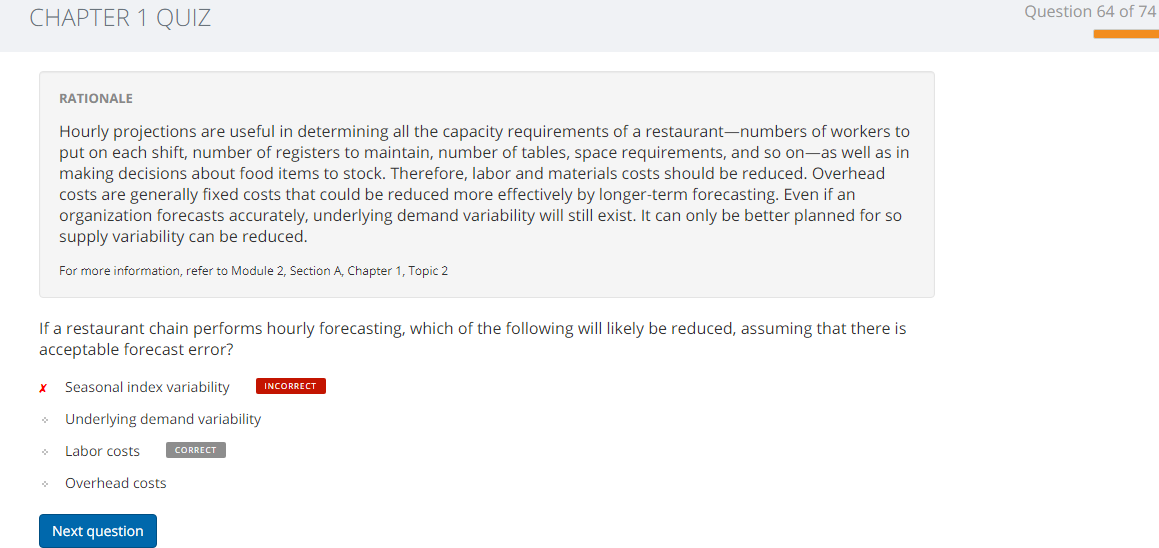 CHAPTER 1 QUIZ
Question 64 of 74
RATIONALE
Hourly projections are useful in determining all the capacity requirements of a restaurant—numbers of workers to
put on each shift, number of registers to maintain, number of tables, space requirements, and so on—as well as in
making decisions about food items to stock. Therefore, labor and materials costs should be reduced. Overhead
costs are generally fixed costs that could be reduced more effectively by longer-term forecasting. Even if an
organization forecasts accurately, underlying demand variability will still exist. It can only be better planned for so
supply variability can be reduced.
For more information, refer to Module 2, Section A, Chapter 1, Topic 2
If a restaurant chain performs hourly forecasting, which of the following will likely be reduced, assuming that there is
acceptable forecast error?
✗ Seasonal index variability INCORRECT
Underlying demand variability
Labor costs CORRECT
Overhead costs
Next question